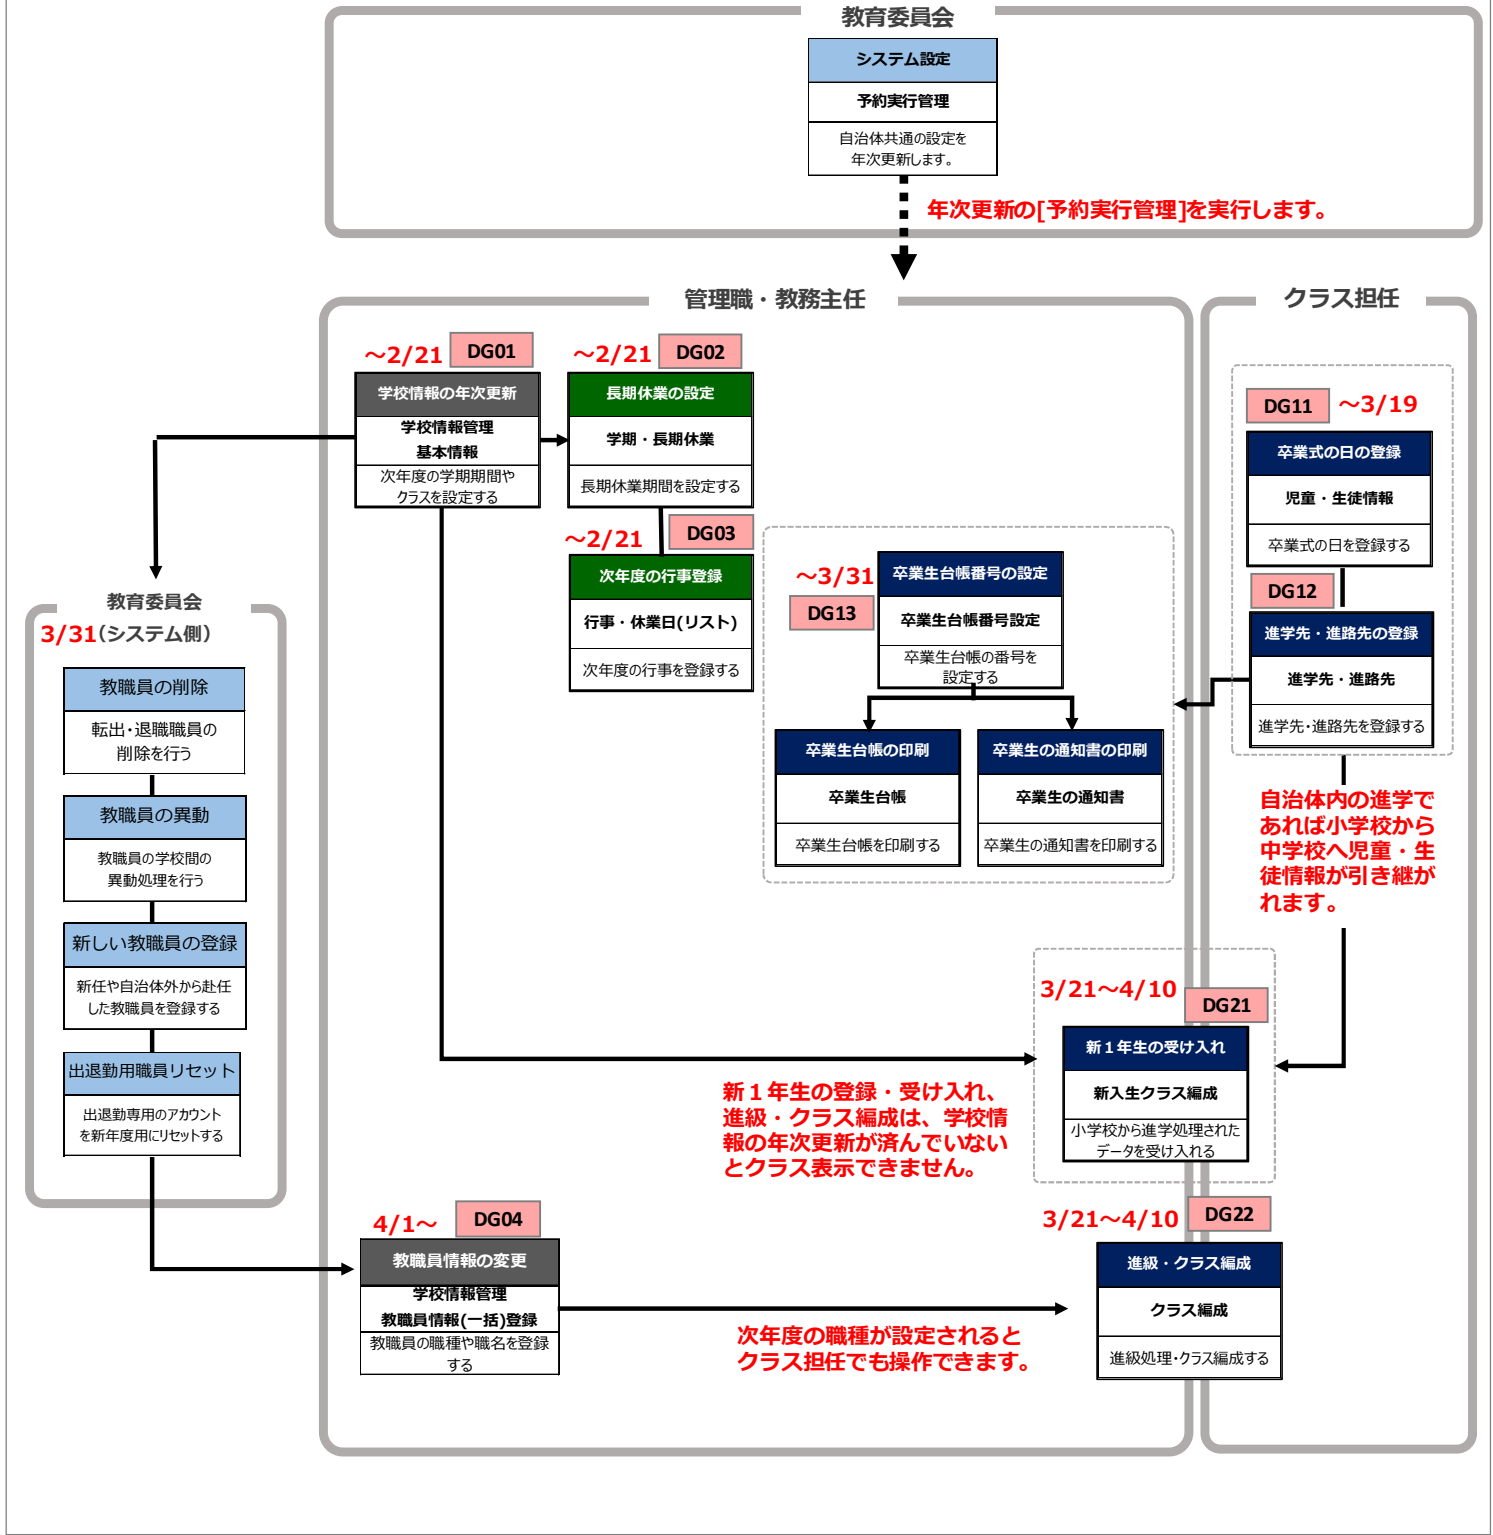 教育委員会
システム設定
予約実行管理
自治体共通の設定を
年次更新します。
年次更新の[予約実行管理]を実行します。
管理職・教務主任
クラス担任
～2/21
DG01
学校情報の年次更新
学校情報管理
基本情報
次年度の学期期間や
クラスを設定する
～2/21
DG02
長期休業の設定
学期・長期休業
長期休業期間を設定する
～2/21
DG03
次年度の行事登録
行事・休業日(リスト)
次年度の行事を登録する
DG11
～3/19
卒業式の日の登録
児童・生徒情報
卒業式の日を登録する
DG12
進学先・進路先の登録
進学先・進路先
進学先・進路先を登録する
～3/31
DG13
卒業生台帳番号の設定
卒業生台帳番号設定
卒業生台帳の番号を
設定する
卒業生台帳の印刷
卒業生台帳
卒業生台帳を印刷する
卒業生の通知書の印刷
卒業生の通知書
卒業生の通知書を印刷する
自治体内の進学で
あれば小学校から
中学校へ児童・生
徒情報が引き継が
れます。
教育委員会
3/31(システム側)
教職員の削除
転出・退職職員の
削除を行う
教職員の異動
教職員の学校間の
異動処理を行う
新しい教職員の登録
新任や自治体外から赴任
した教職員を登録する
出退勤用職員リセット
出退勤専用のアカウント
を新年度用にリセットする
3/21～4/10
DG21
新１年生の受け入れ
新入生クラス編成
小学校から進学処理された
データを受け入れる
新１年生の登録・受け入れ、
進級・クラス編成は、学校情
報の年次更新が済んでいない
とクラス表示できません。
4/1～
DG04
教職員情報の変更
学校情報管理
教職員情報(一括)登録
教職員の職種や職名を登録
する
次年度の職種が設定されると
クラス担任でも操作できます。
3/21～4/10
DG22
進級・クラス編成
クラス編成
進級処理・クラス編成する